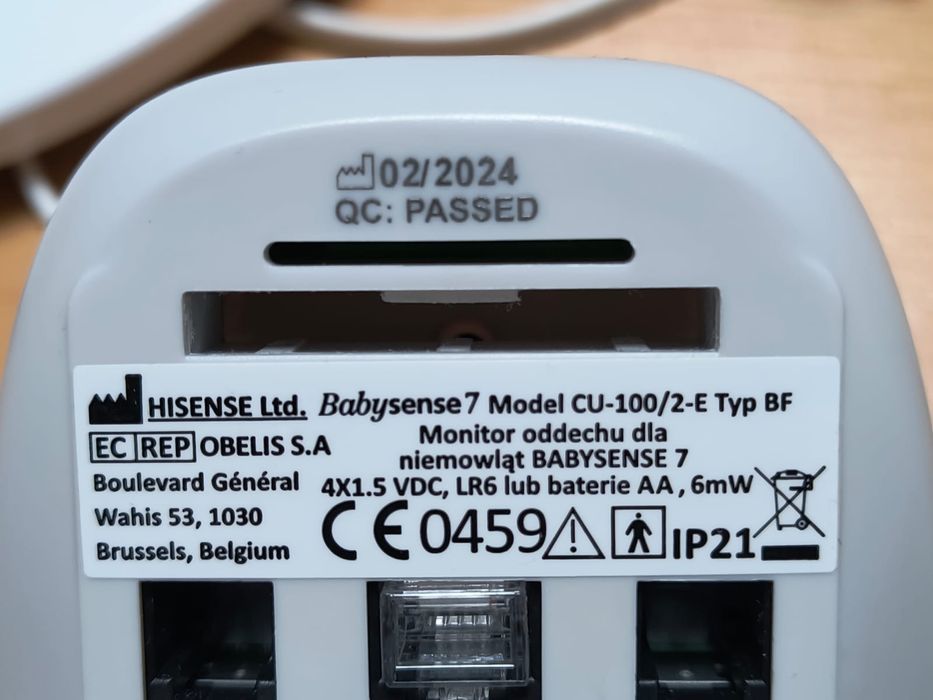 02/2024
QC: PASSED
HISENSE Ltd. Babysense7 Model CU-100/2-E Typ BF
EC REP OBELIS S.A
Monitor oddechu dla
niemowląt BABYSENSE 7
Boulevard Général
4X1.5 VDC, LR6 lub baterie AA , 6mW
Wahis 53, 1030
Brussels, Belgium
CE 0459 IP21